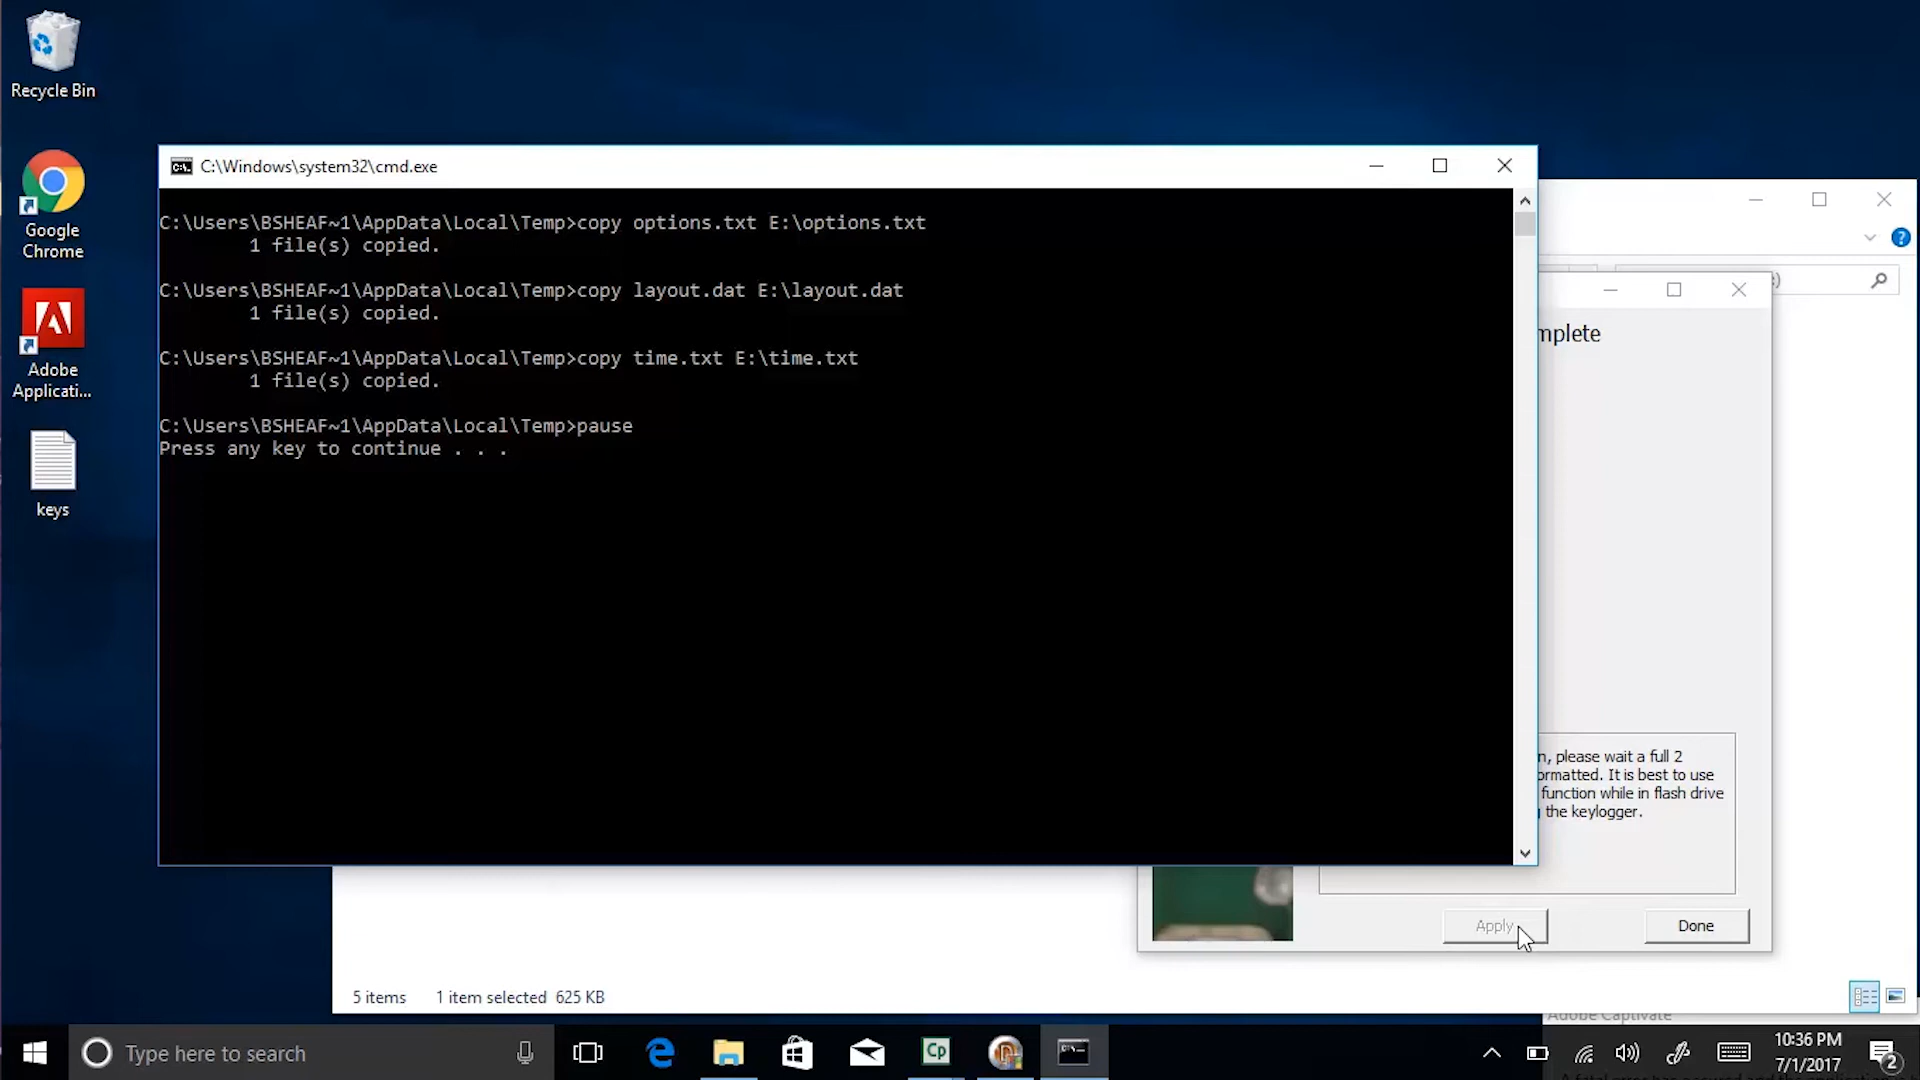 Recycle Bin
Google
Chrome
Adobe
Applicati...
keys
C:\Windows\system32\cmd.exe
C:\Users\BSHEAF~1\AppData\Local\Temp>copy options.txt E:\options.txt
1 file(s) copied.
C:\Users\BSHEAF~1\AppData\Local\Temp>copy layout.dat E:\layout.dat
1 file(s) copied.
C:\Users\BSHEAF~1\AppData\Local\Temp>copy time.txt E:\time.txt
1 file(s) copied.
C:\Users\BSHEAF~1\AppData\Local\Temp>pause
Press any key to continue . . .
:)
mplete
n, please wait a full 2
ormatted. It is best to use
function while in flash drive
the keylogger.
Apply
Done
5 items 1 item selected 625 KB
Adobe Captivate
Type here to search
Cp
10:36 PM
7/1/2017
2